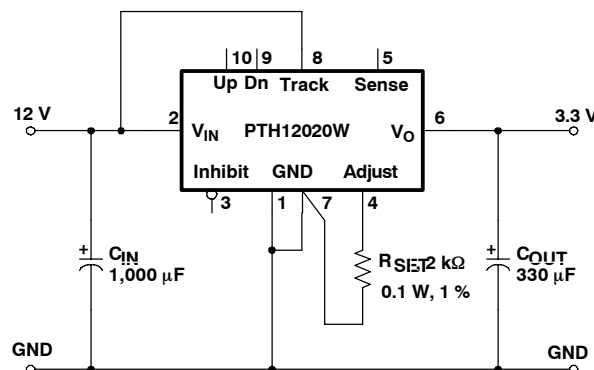 10 9 8 5
Up Dn Track Sense
12 V 2 6 3.3 V
VIN PTH12020W VO
Inhibit GND Adjust
3 1 7 4
+ CIN
1,000 μF
RSET 2 kΩ
0.1 W, 1 %
+ COUT
330 μF
GND GND